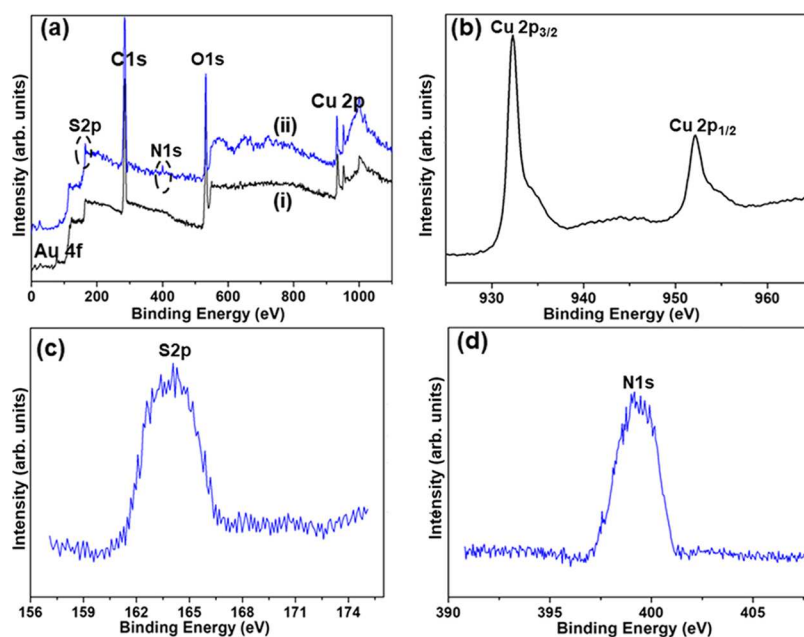 (a)
C1s
O1s
Cu 2p
S2p
N1s
(ii)
(i)
Au 4f
Intensity (arb. units)
0 200 400 600 800 1000
Binding Energy (eV)
(b)
Cu 2p3/2
Cu 2p1/2
Intensity (arb. units)
930 940 950 960
Binding Energy (eV)
(c)
S2p
Intensity (arb. units)
156 159 162 165 168 171 174
Binding Energy (eV)
(d)
N1s
Intensity (arb. units)
390 395 400 405
Binding Energy (eV)